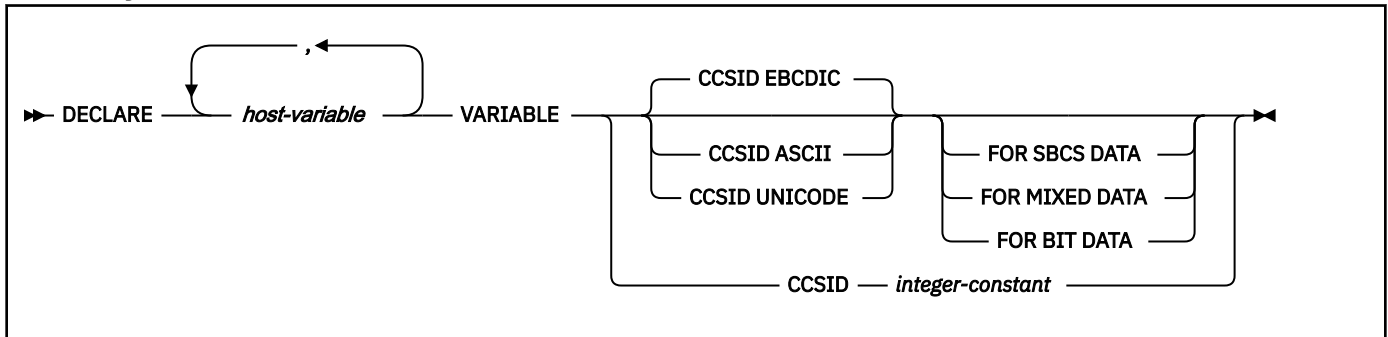 ,
CCSID EBCDIC
DECLARE host-variable VARIABLE
CCSID ASCII FOR SBCS DATA
CCSID UNICODE FOR MIXED DATA
FOR BIT DATA
CCSID integer-constant